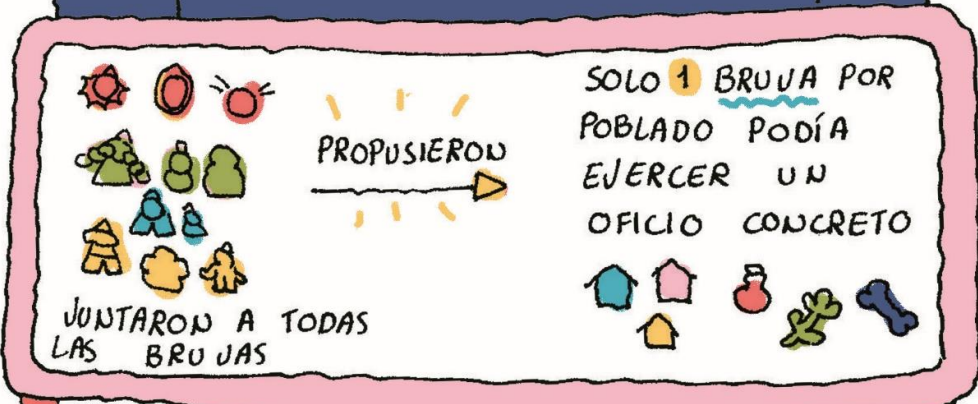 JUNTARON A TODAS
LAS BRUJAS
PROPUSIERON
SOLO 1 BRUJA POR
POBLADO PODÍA
EJERCER UN
OFICIO CONCRETO